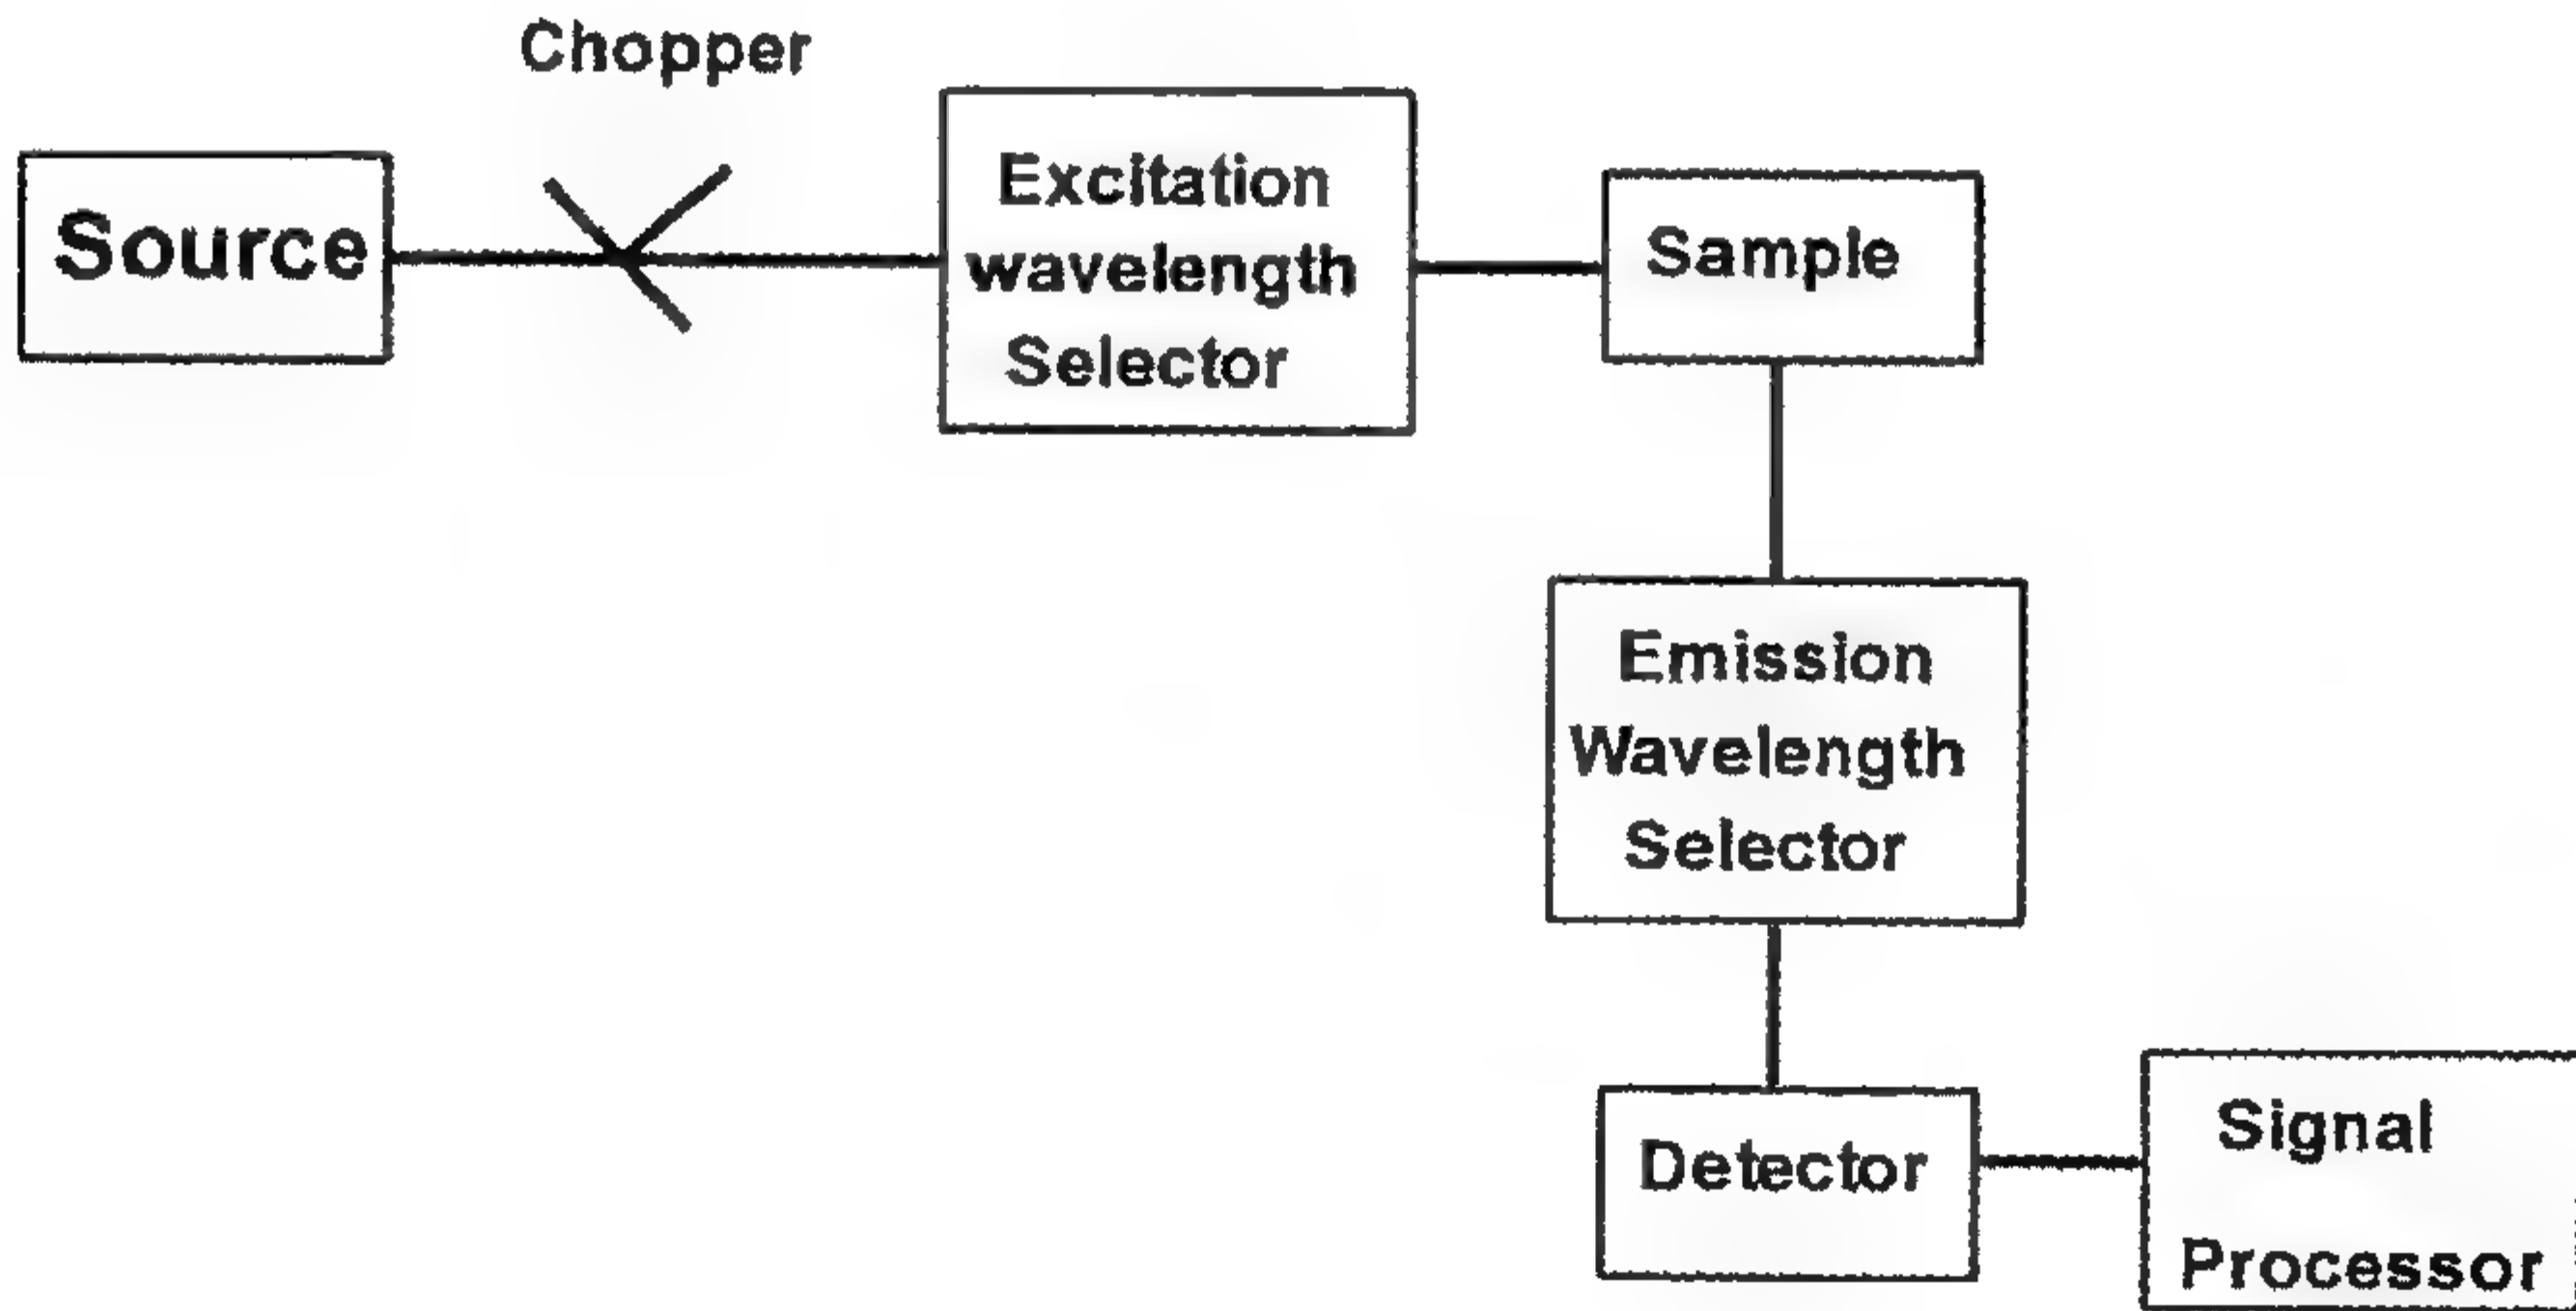 Chopper
Source
Excitation
wavelength
Selector
Sample
Emission
Wavelength
Selector
Detector
Signal
Processor